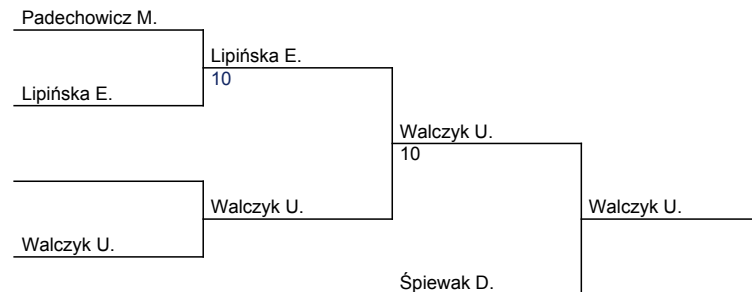 Padechowicz M.
Lipińska E.
10
Lipińska E.
Walczyk U.
10
Walczyk U.
Walczyk U.
Walczyk U.
Śpiewak D.